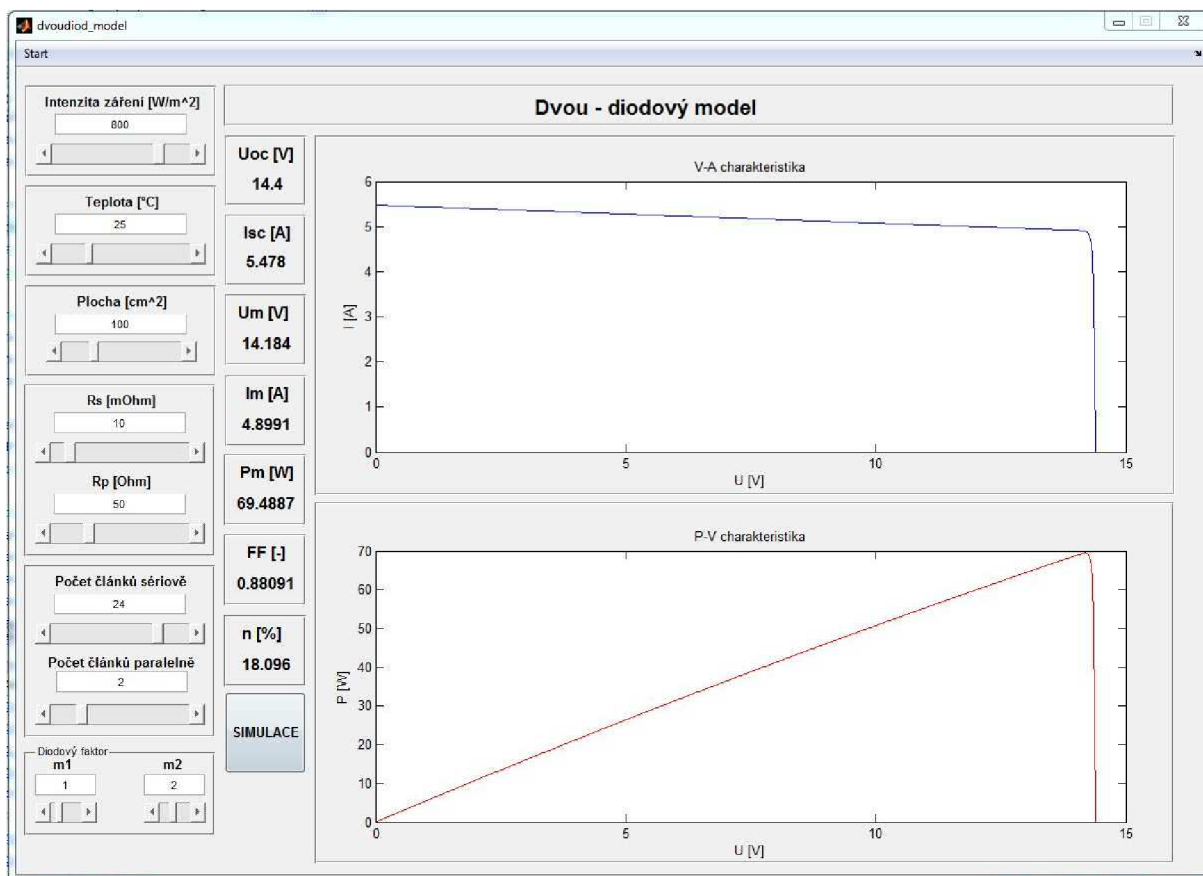 dvoudiod_model
Start
Intenzita záření [W/m^2]
800
Teplota [°C]
25
Plocha [cm^2]
100
Rs [mOhm]
10
Rp [Ohm]
50
Počet článků sériově
24
Počet článků paralelně
2
Diodový faktor
m1
m2
1
2
Dvou - diodový model
Uoc [V]
14.4
Isc [A]
5.478
Um [V]
14.184
Im [A]
4.8991
Pm [W]
69.4887
FF [-]
0.88091
n [%]
18.096
SIMULACE
V-A charakteristika
6
5
4
3
2
1
0
I [A]
0
5
10
15
U [V]
P-V charakteristika
70
60
50
40
30
20
10
0
P [W]
0
5
10
15
U [V]